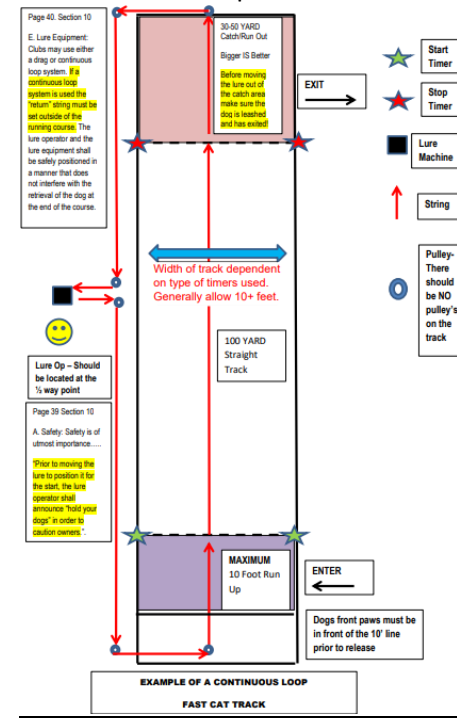 Page 40. Section 10
E. Lure Equipment:
Clubs may use either
a drag or continuous
loop system. If a
continuous loop
system is used the
“return” string must be
set outside of the
running course. The
lure operator and the
lure equipment shall
be safely positioned in
a manner that does
not interfere with the
retrieval of the dog at
the end of the course.
30-50 YARD
Catch/Run Out
Bigger IS Better
Before moving
the lure out of
the catch area
make sure the
dog is leashed
and has exited!
EXIT
Start
Timer
Stop
Timer
Lure
Machine
String
Pulley-
There
should
be NO
pulley's
on the
track
Width of track dependent
on type of timers used.
Generally allow 10+ feet.
100 YARD
Straight
Track
Lure Op – Should
be located at the
½ way point
Page 39 Section 10
A. Safety: Safety is of
utmost importance.....
“Prior to moving the
lure to position it for
the start, the lure
operator shall
announce “hold your
dogs” in order to
caution owners.”.
MAXIMUM
10 Foot Run
Up
ENTER
Dogs front paws must be
in front of the 10' line
prior to release
EXAMPLE OF A CONTINUOUS LOOP
FAST CAT TRACK